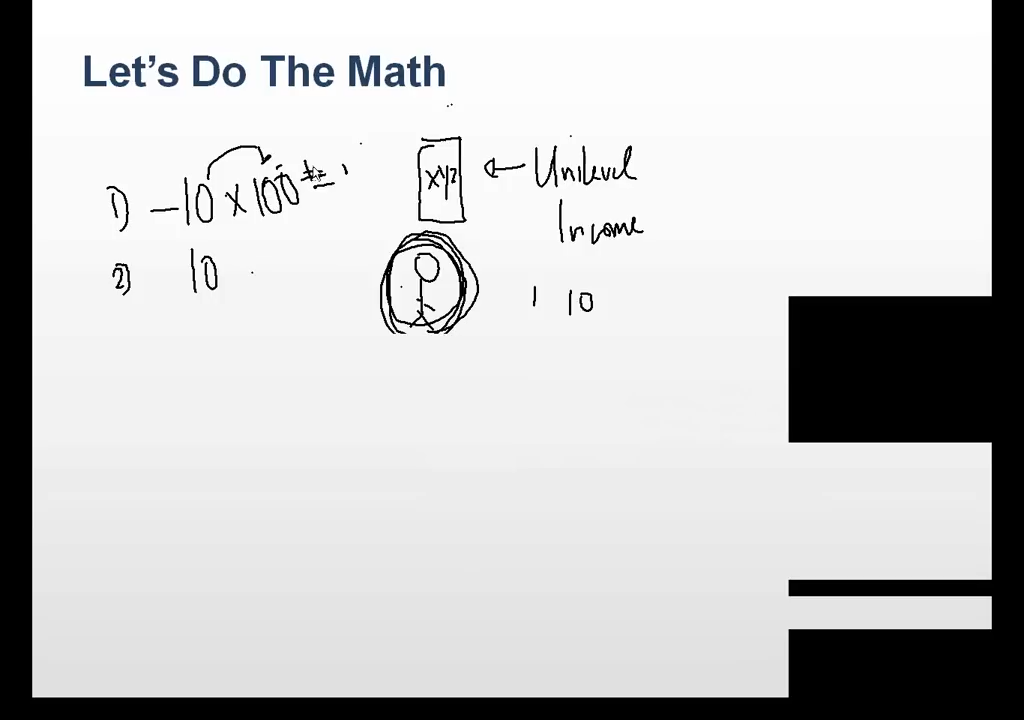 Let's Do The Math
1) — 10 x 100
XYZ
Unilevel
Income
2) 10
1 10